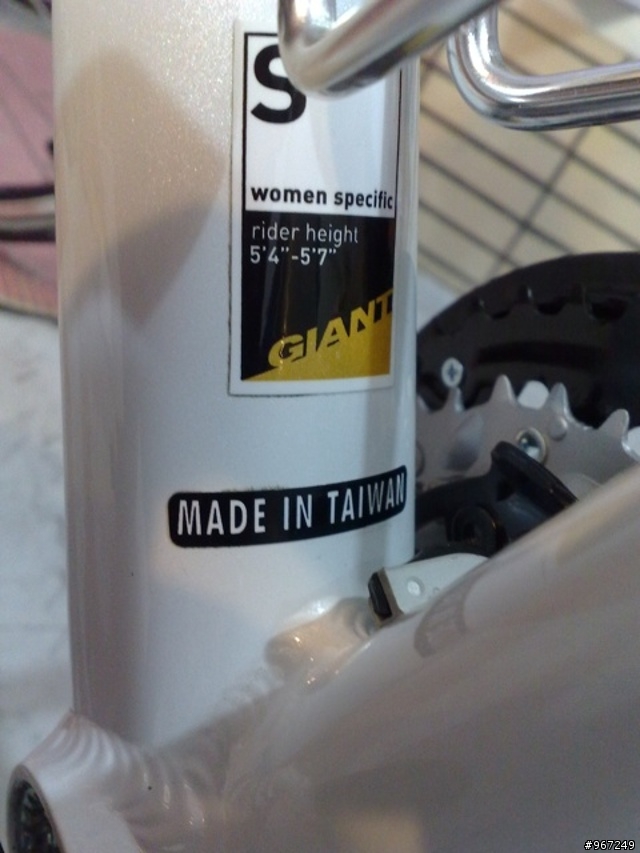 S
women specific
rider height
5'4"-5'7"
GIANT
MADE IN TAIWAN
#967249